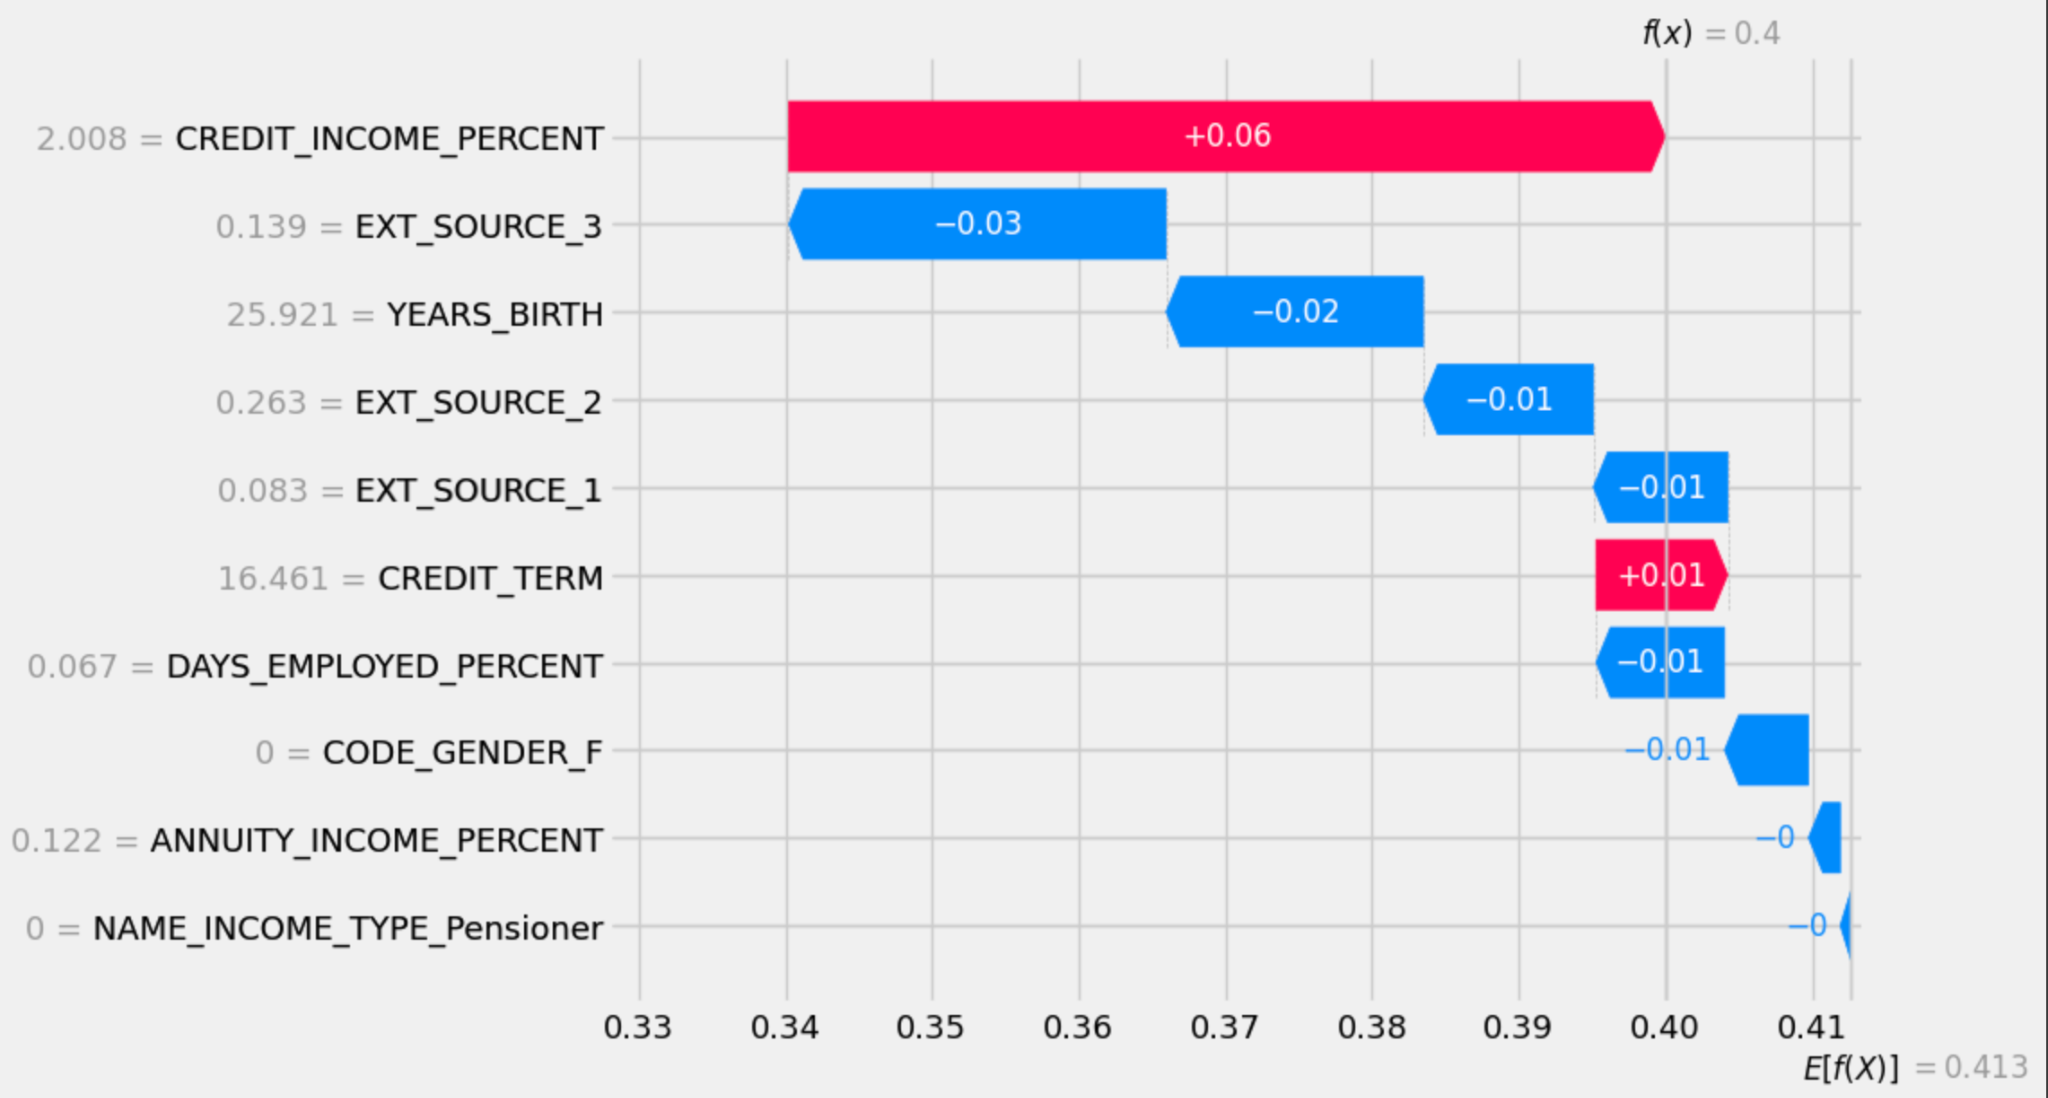 f(x) = 0.4
2.008 = CREDIT_INCOME_PERCENT +0.06
0.139 = EXT_SOURCE_3 −0.03
25.921 = YEARS_BIRTH −0.02
0.263 = EXT_SOURCE_2 −0.01
0.083 = EXT_SOURCE_1 −0.01
16.461 = CREDIT_TERM +0.01
0.067 = DAYS_EMPLOYED_PERCENT −0.01
0 = CODE_GENDER_F −0.01
0.122 = ANNUITY_INCOME_PERCENT −0
0 = NAME_INCOME_TYPE_Pensioner −0
0.33 0.34 0.35 0.36 0.37 0.38 0.39 0.40 0.41
E[f(X)] = 0.413